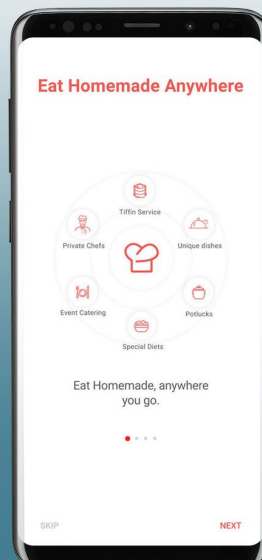 Eat Homemade Anywhere
Tiffin Service
Private Chefs
Unique dishes
Event Catering
Potlucks
Special Diets
Eat Homemade, anywhere
you go.
SKIP
NEXT